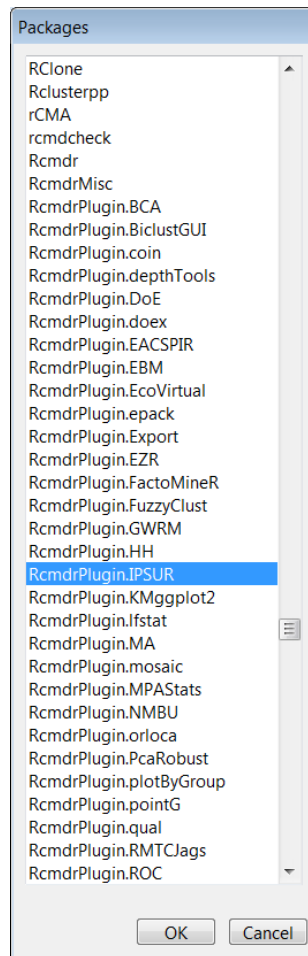 Packages
RClone
Rclusterpp
rCMA
rcmdcheck
Rcmdr
RcmdrMisc
RcmdrPlugin.BCA
RcmdrPlugin.BiclustGUI
RcmdrPlugin.coin
RcmdrPlugin.depthTools
RcmdrPlugin.DoE
RcmdrPlugin.doex
RcmdrPlugin.EACSPIR
RcmdrPlugin.EBM
RcmdrPlugin.EcoVirtual
RcmdrPlugin.epack
RcmdrPlugin.Export
RcmdrPlugin.EZR
RcmdrPlugin.FactoMineR
RcmdrPlugin.FuzzyClust
RcmdrPlugin.GWRM
RcmdrPlugin.HH
RcmdrPlugin.IPSUR
RcmdrPlugin.KMggplot2
RcmdrPlugin.lfstat
RcmdrPlugin.MA
RcmdrPlugin.mosaic
RcmdrPlugin.MPAStats
RcmdrPlugin.NMBU
RcmdrPlugin.orloca
RcmdrPlugin.PcaRobust
RcmdrPlugin.plotByGroup
RcmdrPlugin.pointG
RcmdrPlugin.qual
RcmdrPlugin.RMTCJags
RcmdrPlugin.ROC
OK Cancel